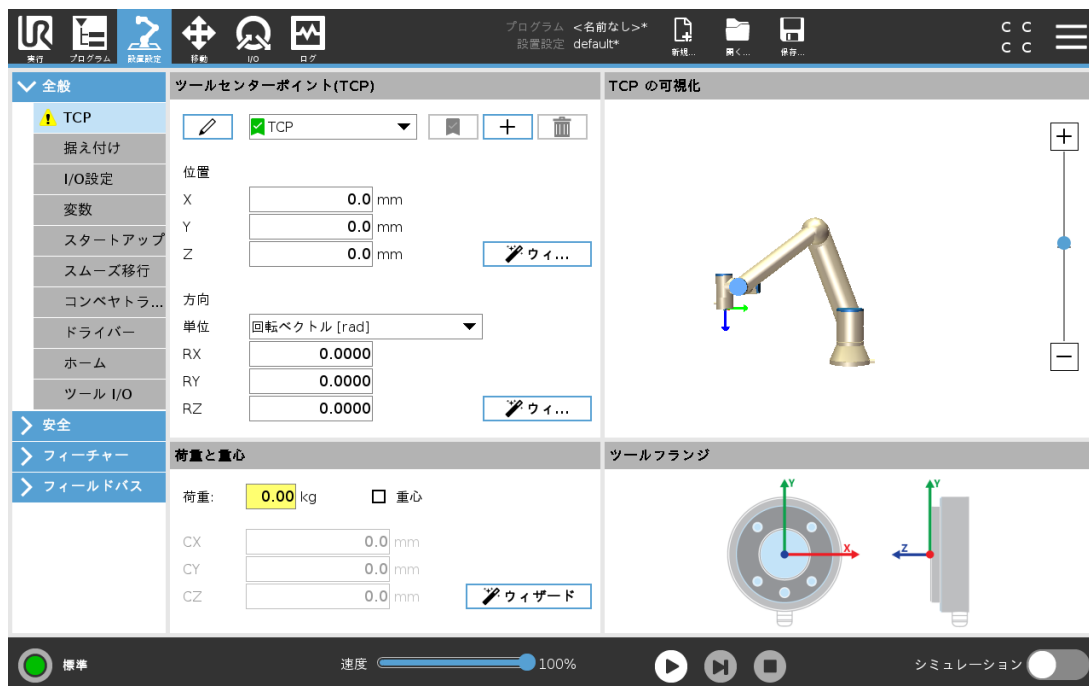 UR
プログラム <名前なし>*
設置設定 default*
実行
プログラム
設置設定
移動
I/O
ログ
新規...
開く...
保存...
C C
C C
全般
TCP
据え付け
I/O設定
変数
スタートアップ
スムーズ移行
コンベヤトラ...
ドライバー
ホーム
ツール I/O
安全
フィーチャー
フィールドバス
ツールセンターポイント(TCP)
TCP
位置
X 0.0 mm
Y 0.0 mm
Z 0.0 mm
ウィ...
方向
単位 回転ベクトル [rad]
RX 0.0000
RY 0.0000
RZ 0.0000
ウィ...
荷重と重心
荷重: 0.00 kg 重心
CX 0.0 mm
CY 0.0 mm
CZ 0.0 mm
ウィザード
TCP の可視化
ツールフランジ
Y
X
Y
Z
標準
速度 100%
シミュレーション